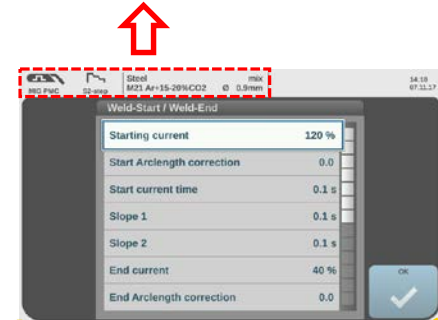 Steel mix
MIG PMC S2-step M21 Ar+15-20%CO2 Ø 0.9mm
14:19
07.11.17
Weld-Start / Weld-End
Starting current 120 %
Start Arclength correction 0.0
Start current time 0.1 s
Slope 1 0.1 s
Slope 2 0.1 s
End current 40 %
End Arclength correction 0.0
OK